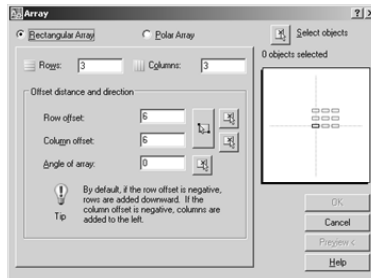 Array
Rectangular Array
Polar Array
Select objects
0 objects selected
Rows: 3
Columns: 3
Offset distance and direction
Row offset: 6
Column offset: 6
Angle of array: 0
Tip
By default, if the row offset is negative,
rows are added downward. If the
column offset is negative, columns are
added to the left.
OK
Cancel
Preview <
Help